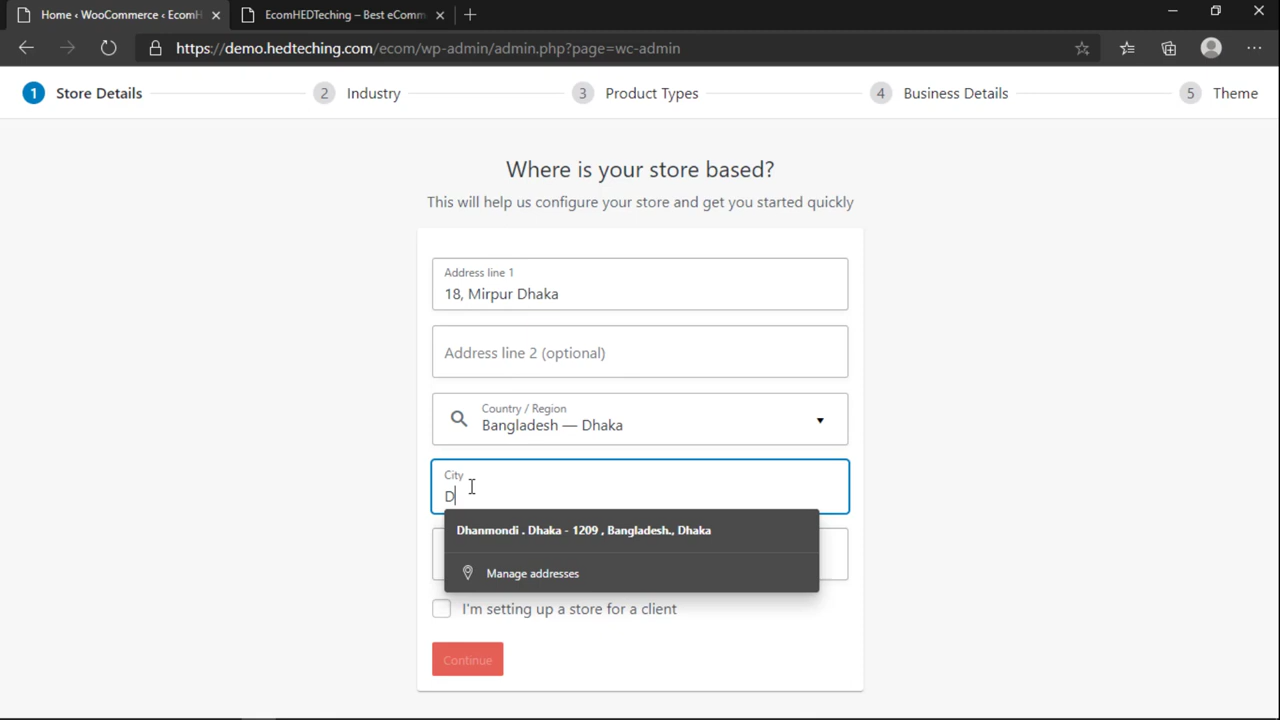 Home ‹ WooCommerce ‹ EcomH
EcomHEDTeching – Best eComm
https://demo.hedteching.com/ecom/wp-admin/admin.php?page=wc-admin
1 Store Details
2 Industry
3 Product Types
4 Business Details
5 Theme
Where is your store based?
This will help us configure your store and get you started quickly
Address line 1
18, Mirpur Dhaka
Address line 2 (optional)
Country / Region
Bangladesh — Dhaka
City
D
Dhanmondi . Dhaka - 1209 , Bangladesh., Dhaka
Manage addresses
I'm setting up a store for a client
Continue